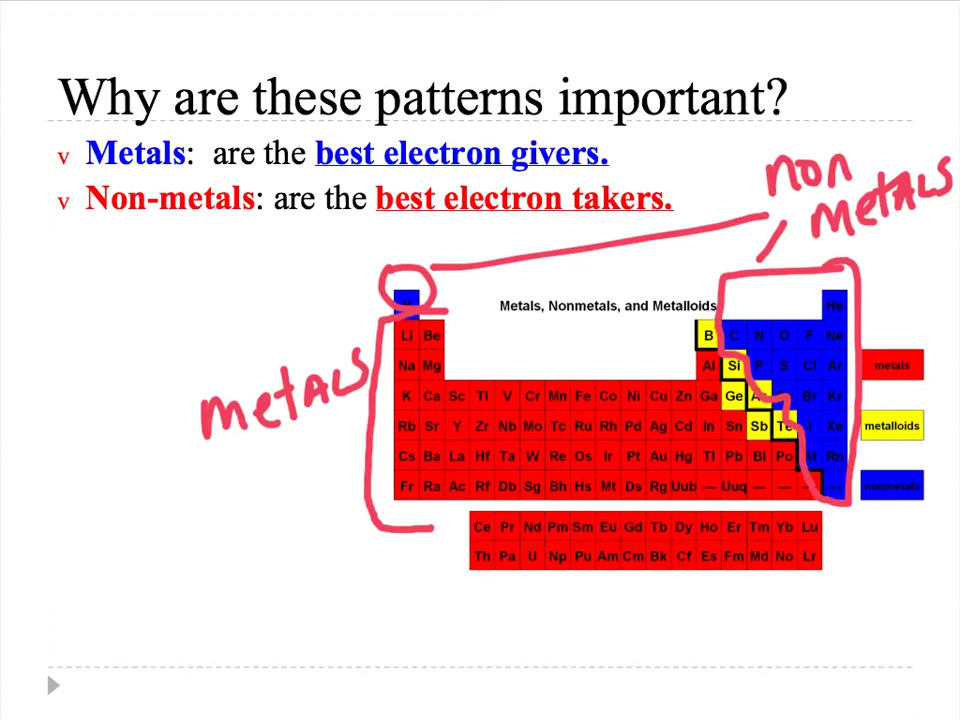 Why are these patterns important?
v Metals: are the best electron givers.
v Non-metals: are the best electron takers.
non
metals
metals
Metals, Nonmetals, and Metalloids
H He
Li Be B C N O F Ne
Na Mg Al Si P S Cl Ar
K Ca Sc Ti V Cr Mn Fe Co Ni Cu Zn Ga Ge As Br Kr
Rb Sr Y Zr Nb Mo Tc Ru Rh Pd Ag Cd In Sn Sb Te I Xe
Cs Ba La Hf Ta W Re Os Ir Pt Au Hg Tl Pb Bi Po At Rn
Fr Ra Ac Rf Db Sg Bh Hs Mt Ds Rg Uub — Uuq — — — —
Ce Pr Nd Pm Sm Eu Gd Tb Dy Ho Er Tm Yb Lu
Th Pa U Np Pu Am Cm Bk Cf Es Fm Md No Lr
metals
metalloids
nonmetals